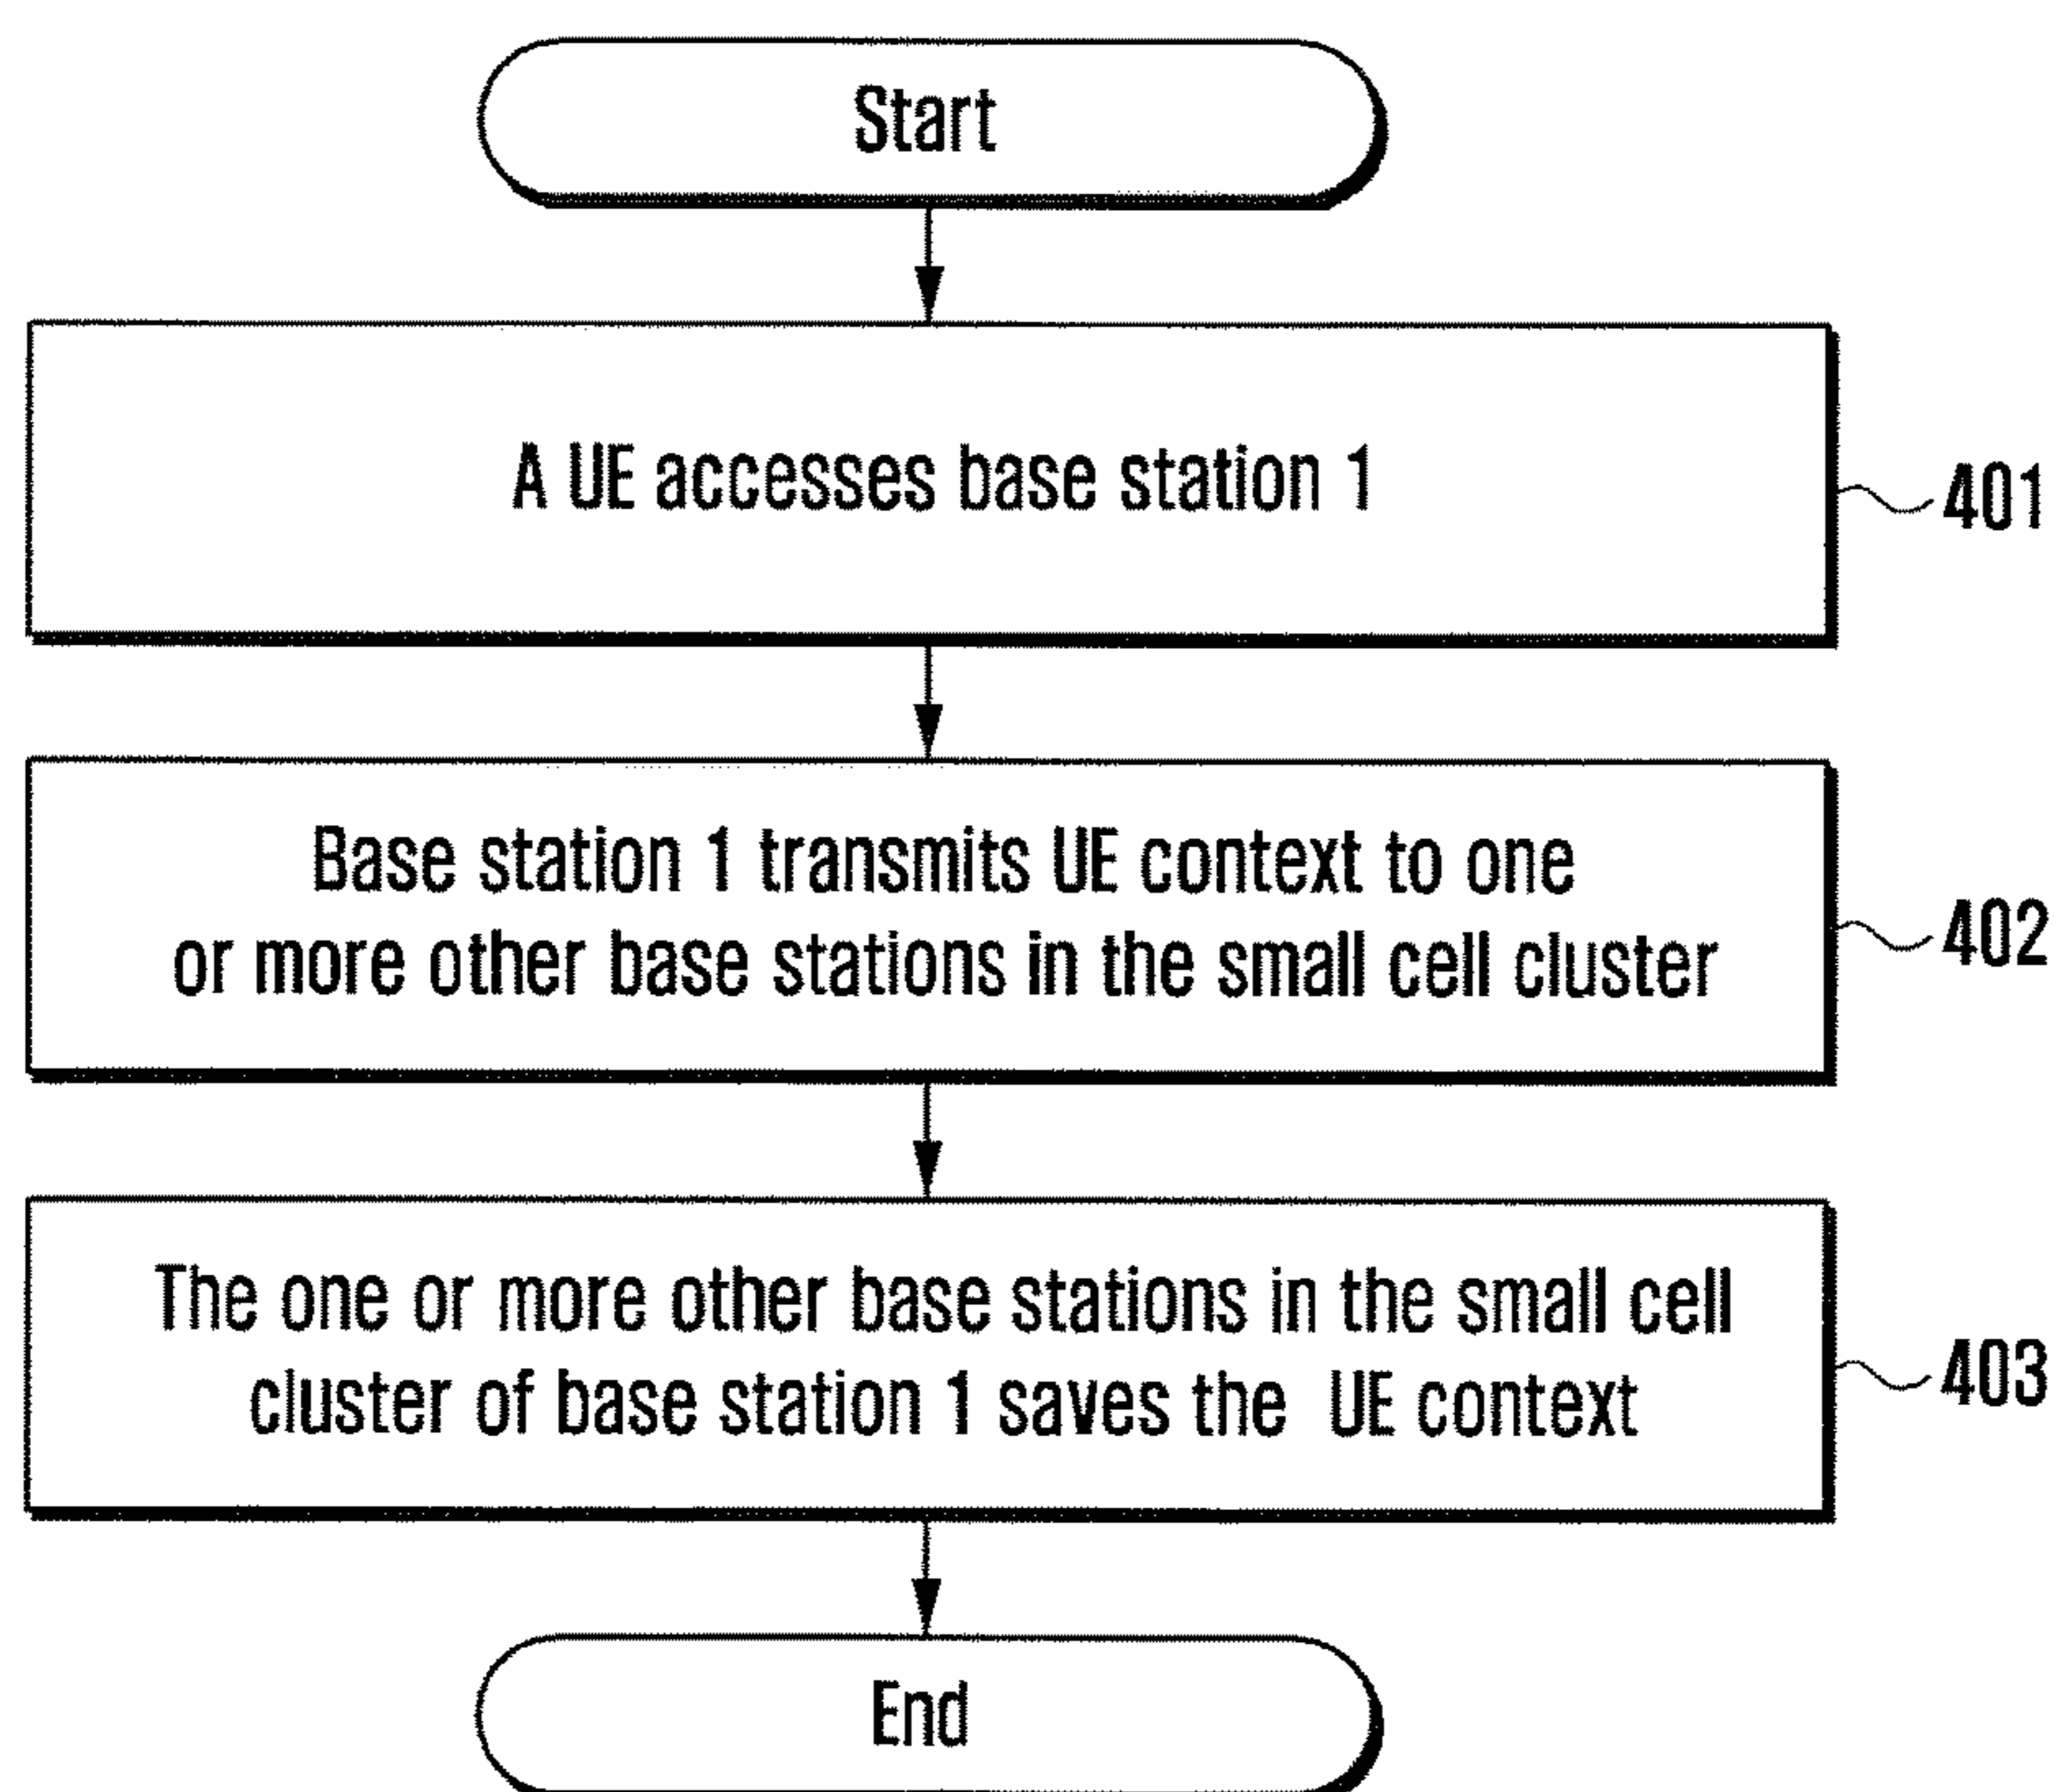 Start
A UE accesses base station 1
401
Base station 1 transmits UE context to one
or more other base stations in the small cell cluster
402
The one or more other base stations in the small cell
cluster of base station 1 saves the UE context
403
End